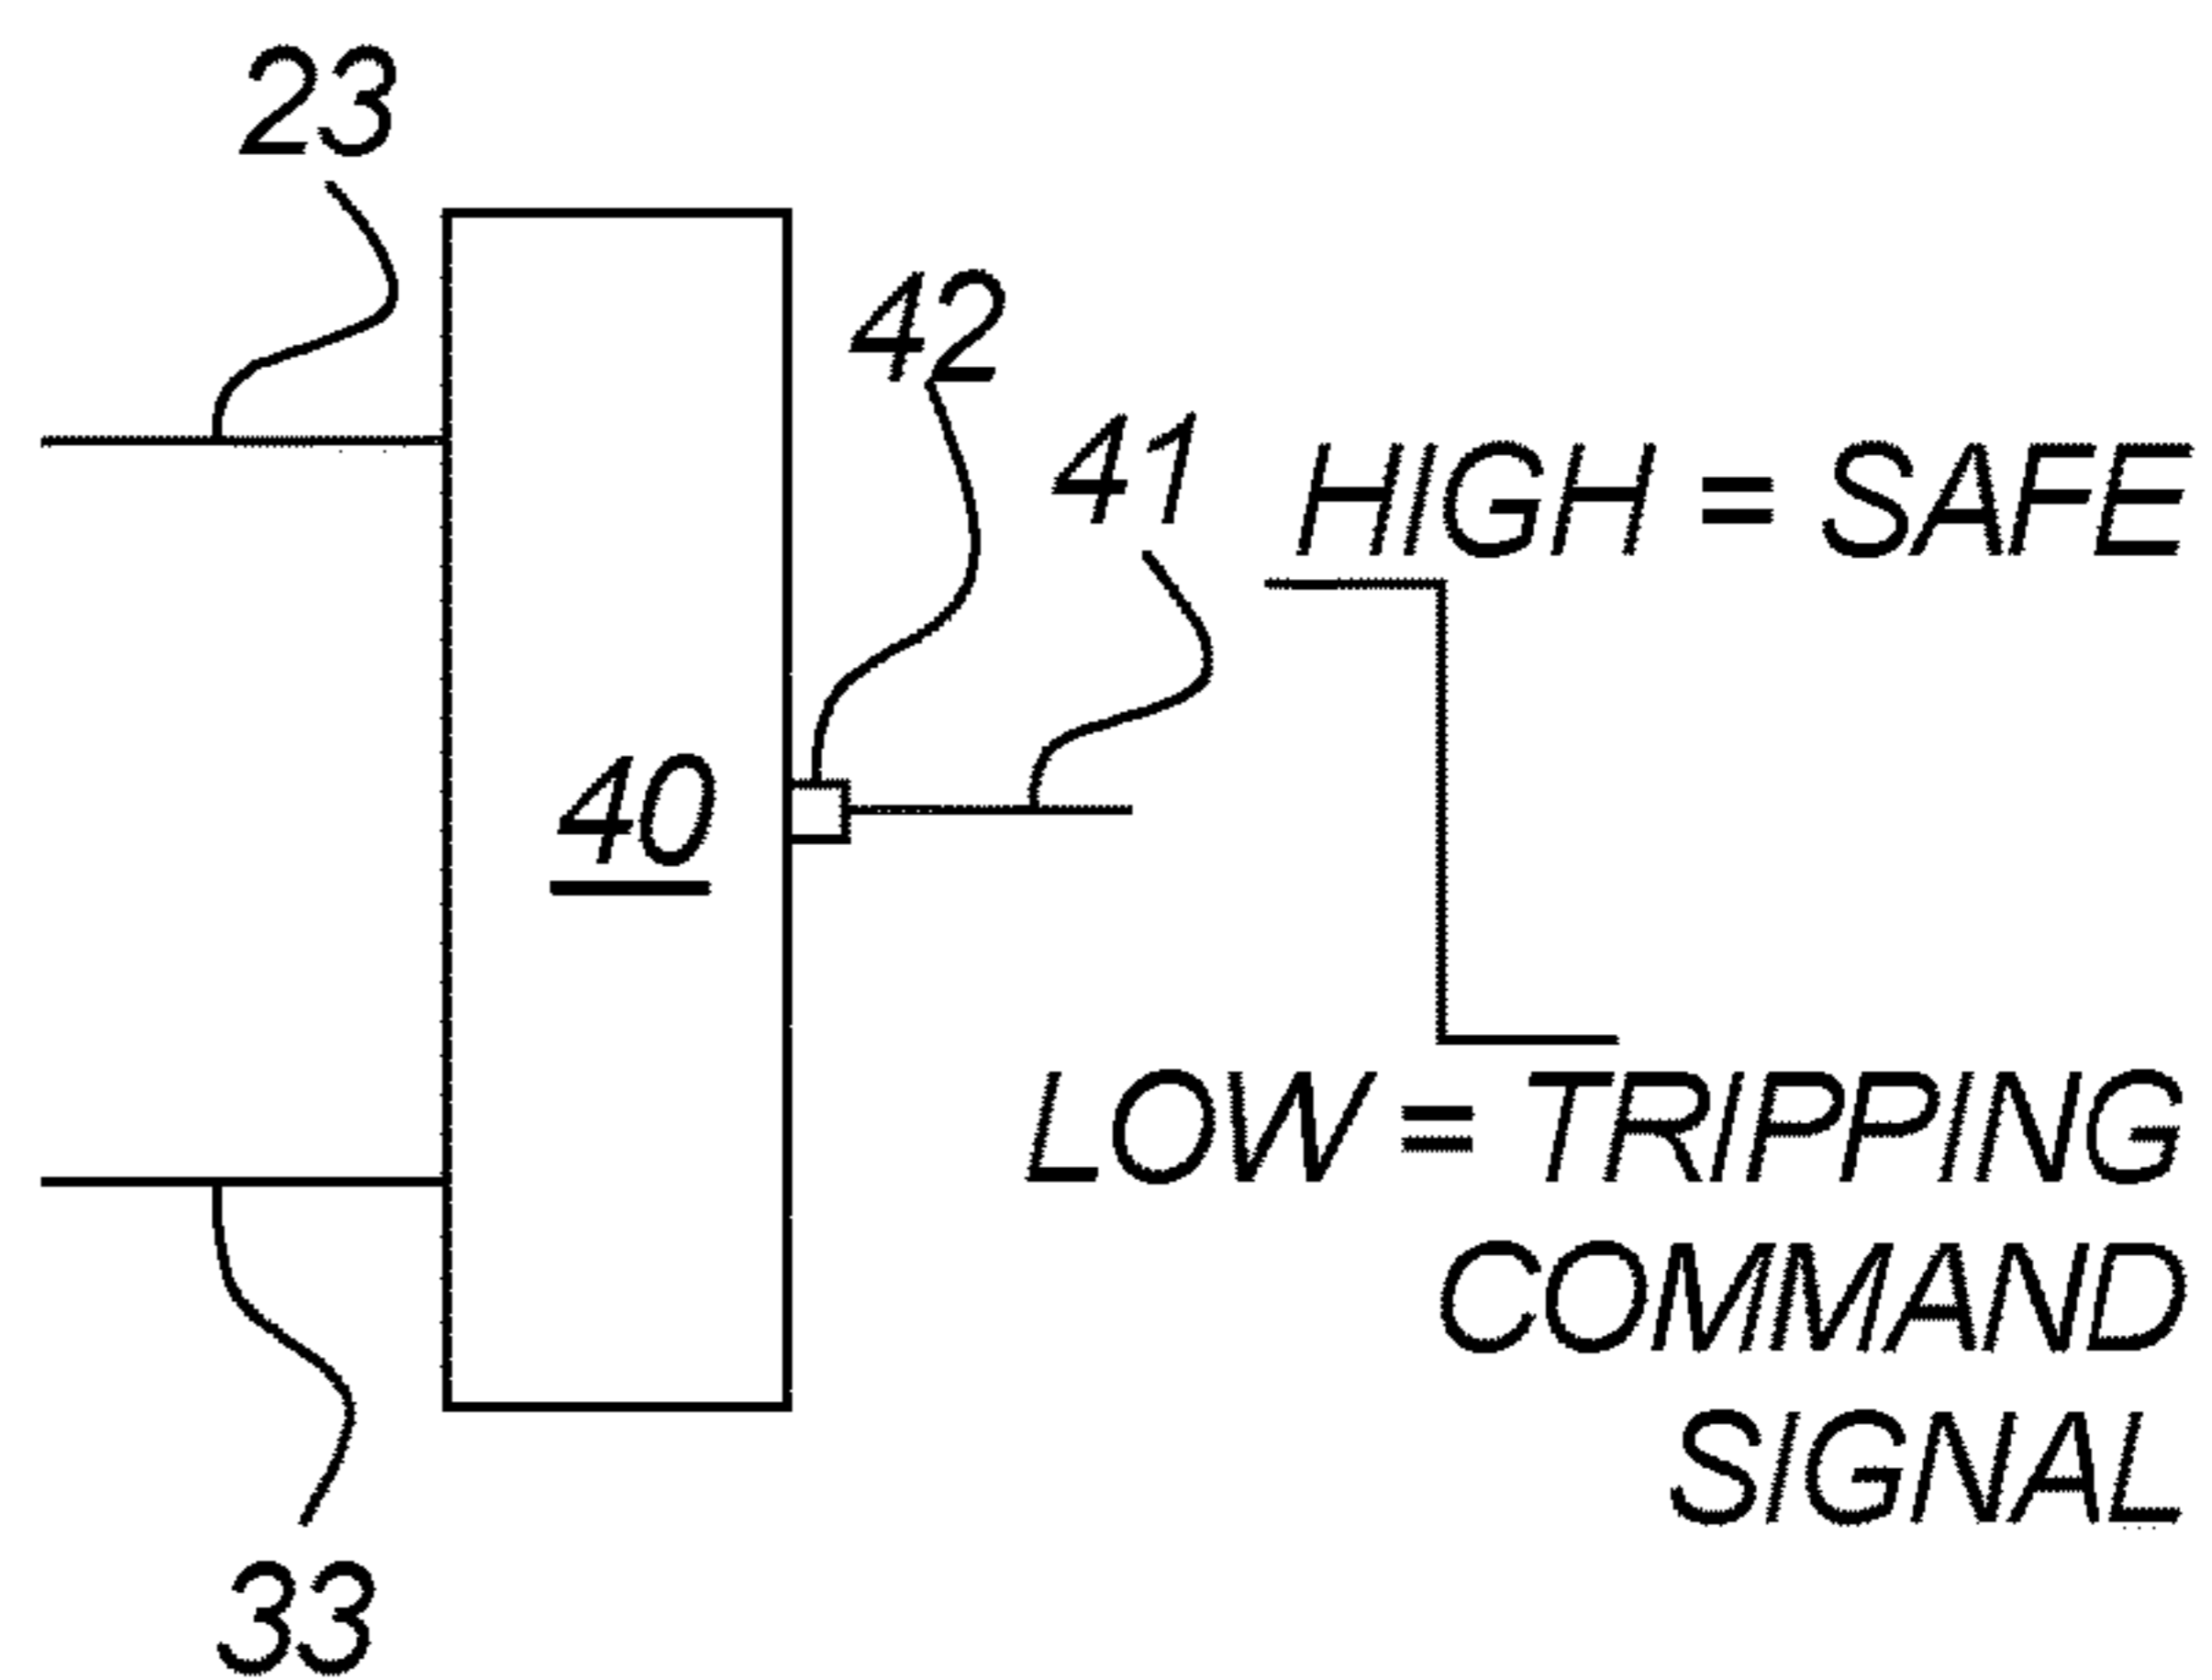 23
42
41
HIGH = SAFE
40
LOW = TRIPPING
COMMAND
SIGNAL
33